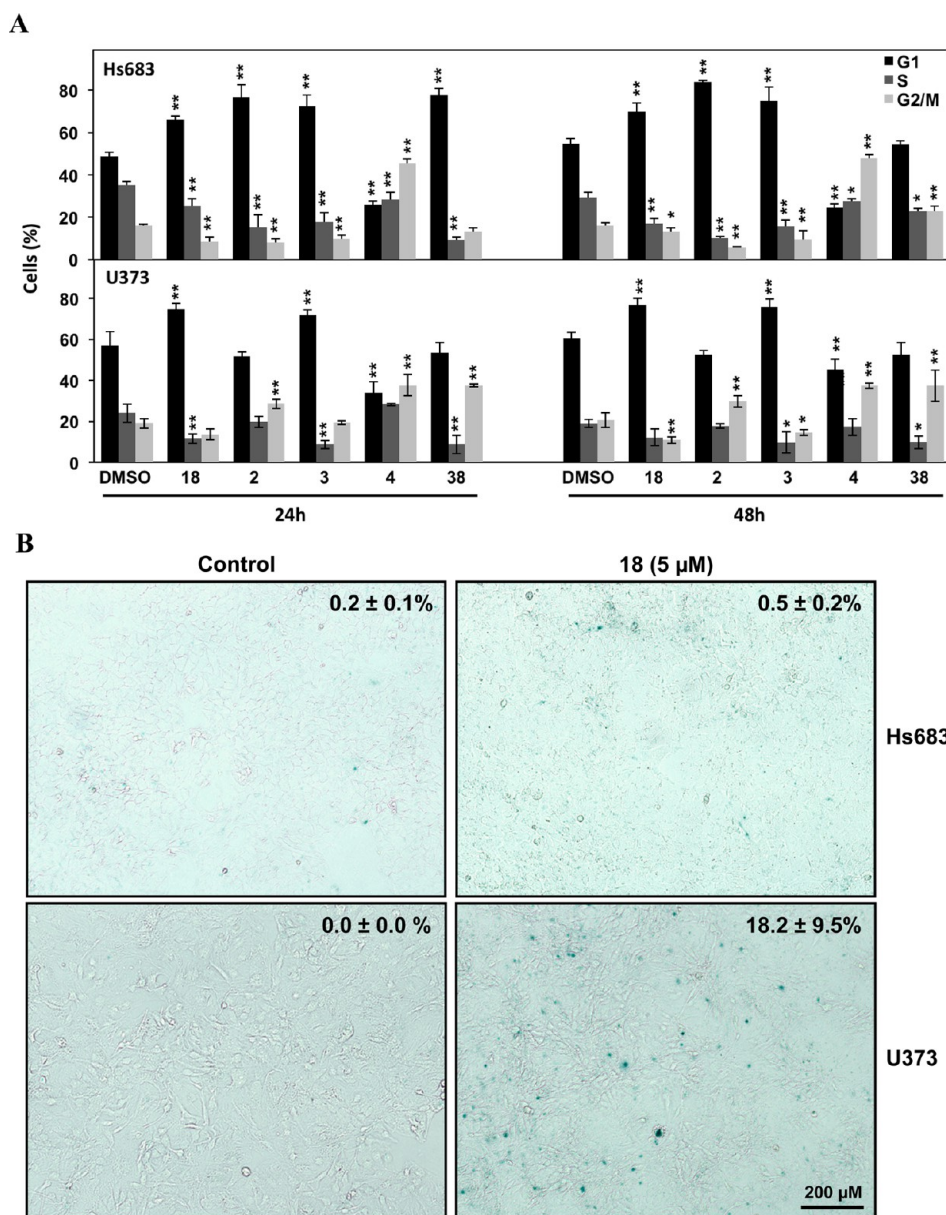 A
Hs683
G1
S
G2/M
80
60
40
20
0
** ** ** ** ** ** ** ** ** ** ** ** ** ** ** ** ** ** ** * ** ** ** ** ** ** * ** * **
Cells (%)
U373
80
60
40
20
0
** ** ** ** ** ** ** ** ** ** ** ** ** ** * * ** ** *
DMSO 18 2 3 4 38 DMSO 18 2 3 4 38
24h 48h
B
Control 18 (5 µM)
0.2 ± 0.1% 0.5 ± 0.2%
Hs683
0.0 ± 0.0 % 18.2 ± 9.5%
U373
200 µM